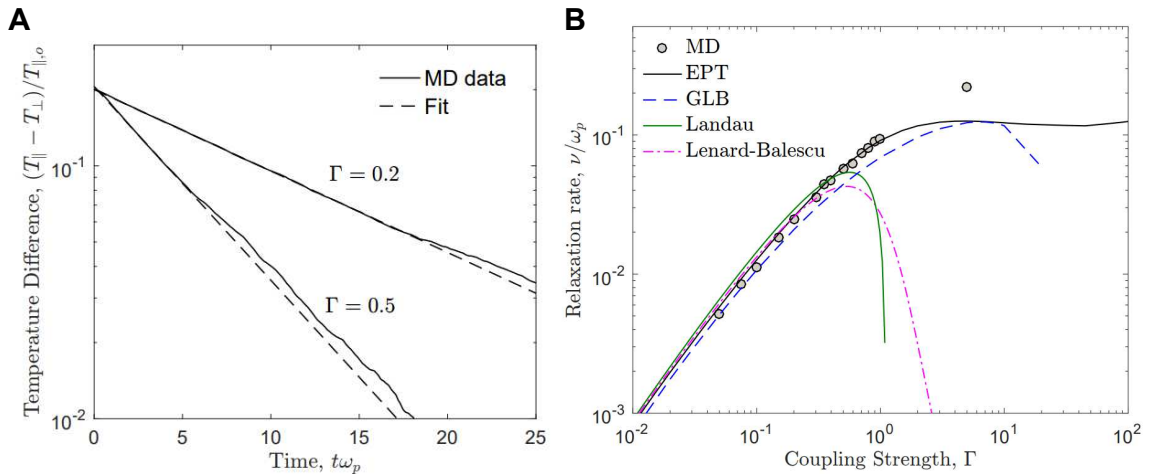 A
Temperature Difference, (T∥ − T⊥)/T∥,o
10⁻¹
10⁻²
MD data
Fit
Γ = 0.2
Γ = 0.5
0
5
10
15
20
25
Time, tωₚ
B
Relaxation rate, ν/ωₚ
10⁻¹
10⁻²
10⁻³
MD
EPT
GLB
Landau
Lenard-Balescu
10⁻²
10⁻¹
10⁰
10¹
10²
Coupling Strength, Γ